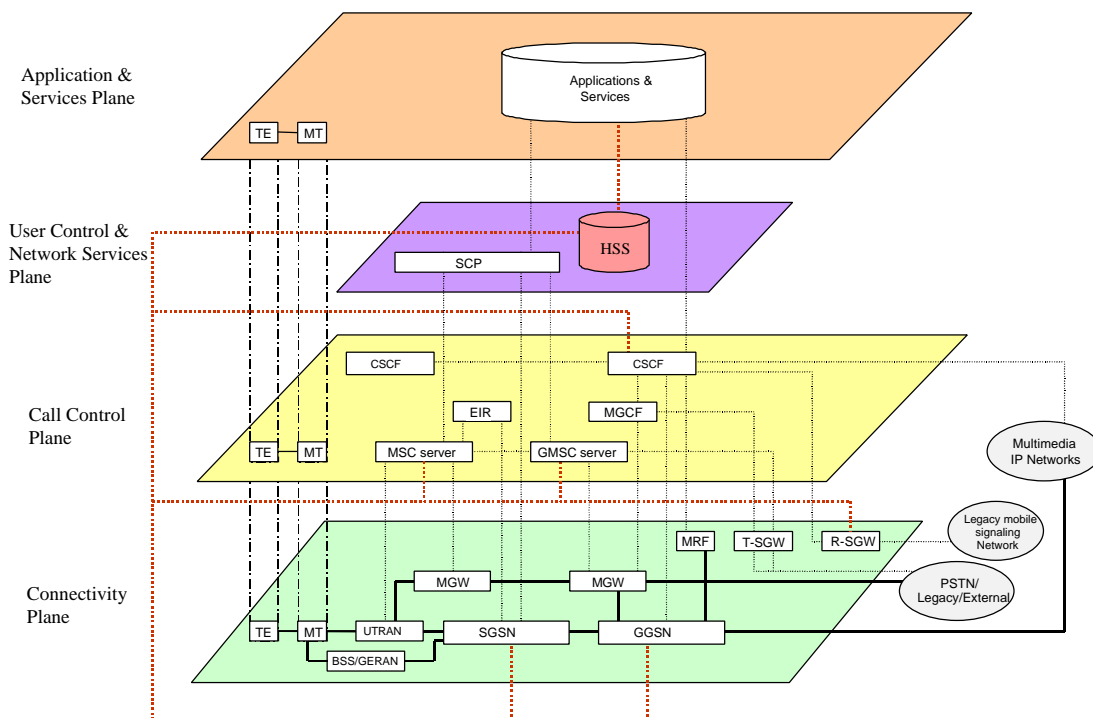 Application &
Services Plane
Applications &
Services
TE
MT
User Control &
Network Services
Plane
HSS
SCP
CSCF
CSCF
EIR
MGCF
Call Control
Plane
TE
MT
MSC server
GMSC server
Multimedia
IP Networks
Legacy mobile
signaling
Network
MRF
T-SGW
R-SGW
MGW
MGW
PSTN/
Legacy/External
Connectivity
Plane
TE
MT
UTRAN
SGSN
GGSN
BSS/GERAN